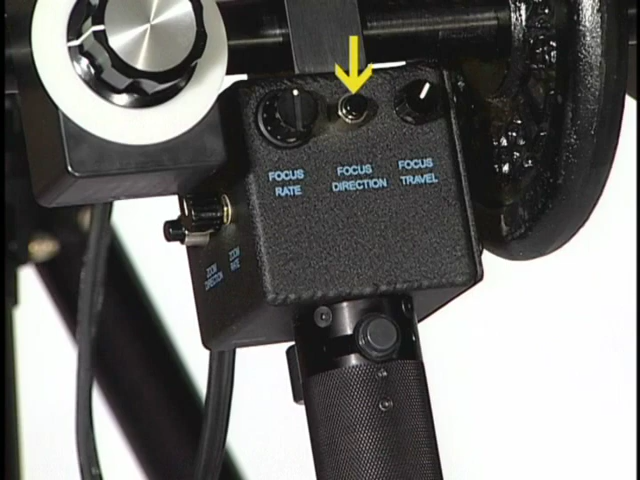 FOCUS
RATE
FOCUS
DIRECTION
FOCUS
TRAVEL
ZOOM
DIRECTION
ZOOM
RATE